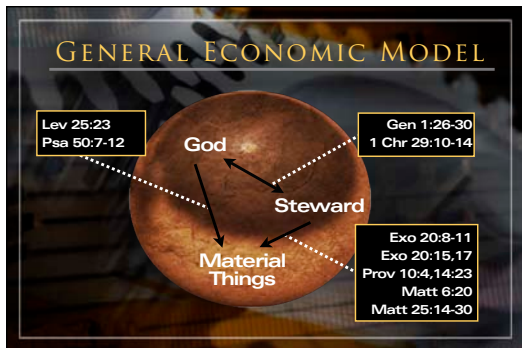 GENERAL ECONOMIC MODEL
Lev 25:23
Psa 50:7-12
Gen 1:26-30
1 Chr 29:10-14
God
Steward
Material
Things
Exo 20:8-11
Exo 20:15,17
Prov 10:4,14:23
Matt 6:20
Matt 25:14-30